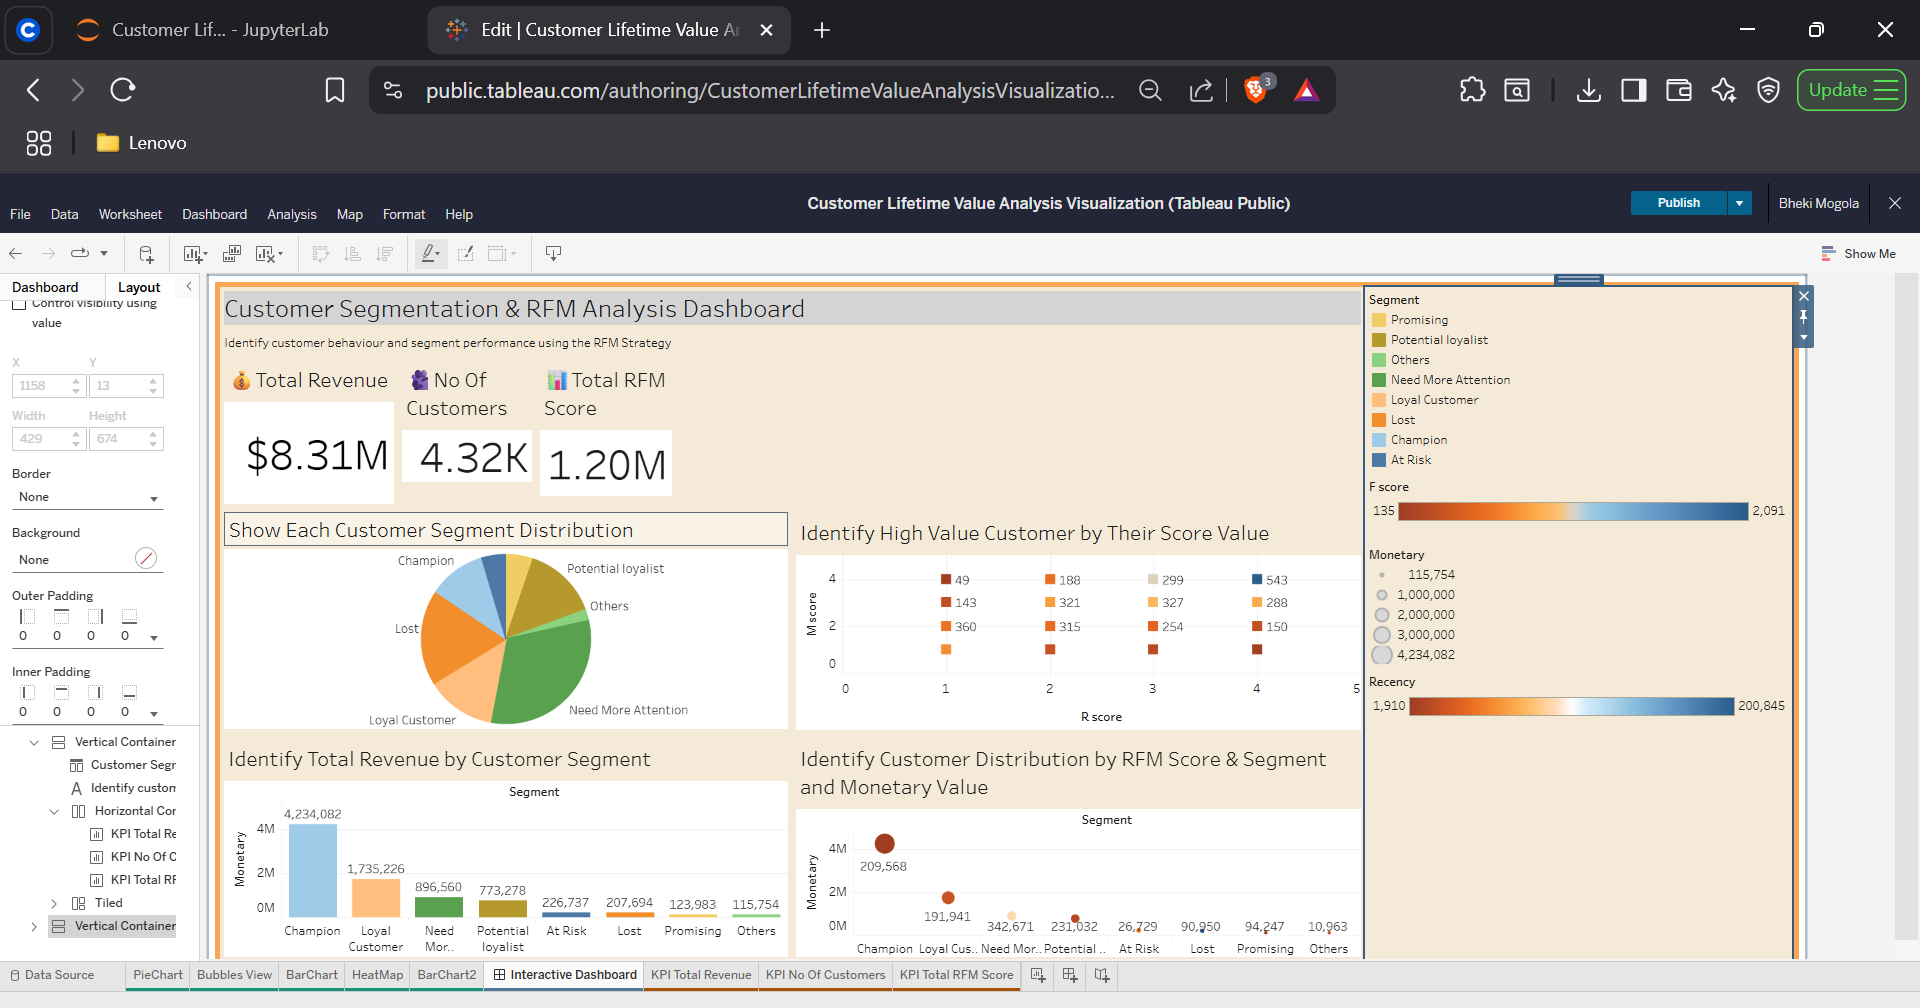 Customer Lif... - JupyterLab
Edit | Customer Lifetime Value Ar
public.tableau.com/authoring/CustomerLifetimeValueAnalysisVisualizatio...
3
Update
Lenovo
Customer Lifetime Value Analysis Visualization (Tableau Public)
Publish
Bheki Mogola
File Data Worksheet Dashboard Analysis Map Format Help
Show Me
Dashboard Layout
Control visibility using
value
X Y
1158 13
Width Height
429 674
Border
None
Background
None
Outer Padding
0 0 0 0
Inner Padding
0 0 0 0
Vertical Container
Customer Segr
Identify custom
Horizontal Cor
KPI Total Re
KPI No Of C
KPI Total RF
Tiled
Vertical Container
Customer Segmentation & RFM Analysis Dashboard
Identify customer behaviour and segment performance using the RFM Strategy
Total Revenue
$8.31M
No Of
Customers
4.32K
Total RFM
Score
1.20M
Show Each Customer Segment Distribution
Champion
Potential loyalist
Others
Lost
Need More Attention
Loyal Customer
Identify High Value Customer by Their Score Value
M score
4 49 188 299 543
143 321 327 288
2 360 315 254 150
0
0 1 2 3 4 5
R score
Identify Total Revenue by Customer Segment
Segment
Monetary
4M
2M
0M
4,234,082
1,735,226
896,560
773,278
226,737
207,694
123,983
115,754
Champion
Loyal
Customer
Need
Mor..
Potential
loyalist
At Risk
Lost
Promising
Others
Identify Customer Distribution by RFM Score & Segment
and Monetary Value
Segment
Monetary
4M
2M
0M
209,568
191,941
342,671
231,032
26,729
90,950
94,247
10,963
Champion Loyal Cus.. Need Mor.. Potential .. At Risk Lost Promising Others
Segment
Promising
Potential loyalist
Others
Need More Attention
Loyal Customer
Lost
Champion
At Risk
F score
135 2,091
Monetary
115,754
1,000,000
2,000,000
3,000,000
4,234,082
Recency
1,910 200,845
Data Source PieChart Bubbles View BarChart HeatMap BarChart2 Interactive Dashboard KPI Total Revenue KPI No Of Customers KPI Total RFM Score